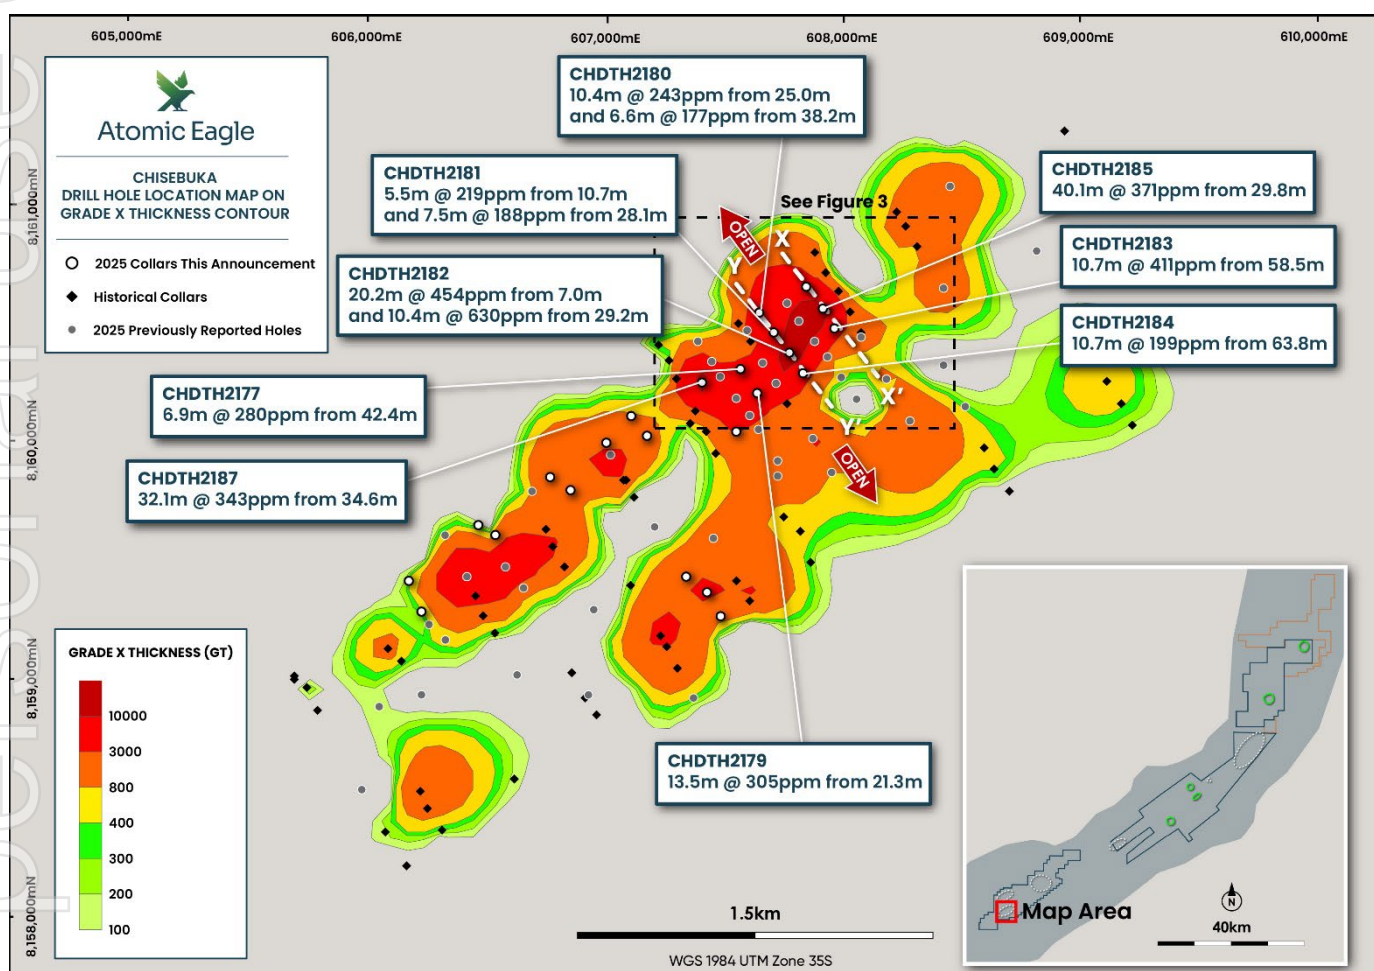 605,000mE
606,000mE
607,000mE
608,000mE
609,000mE
610,000mE
8,161,000mN
8,160,000mN
8,159,000mN
8,158,000mN
Atomic Eagle
CHISEBUKA
DRILL HOLE LOCATION MAP ON
GRADE X THICKNESS CONTOUR
2025 Collars This Announcement
Historical Collars
2025 Previously Reported Holes
CHDTH2180
10.4m @ 243ppm from 25.0m
and 6.6m @ 177ppm from 38.2m
CHDTH2181
5.5m @ 219ppm from 10.7m
and 7.5m @ 188ppm from 28.1m
CHDTH2182
20.2m @ 454ppm from 7.0m
and 10.4m @ 630ppm from 29.2m
CHDTH2177
6.9m @ 280ppm from 42.4m
CHDTH2187
32.1m @ 343ppm from 34.6m
CHDTH2185
40.1m @ 371ppm from 29.8m
CHDTH2183
10.7m @ 411ppm from 58.5m
CHDTH2184
10.7m @ 199ppm from 63.8m
CHDTH2179
13.5m @ 305ppm from 21.3m
See Figure 3
OPEN
X
Y
X'
Y'
OPEN
GRADE X THICKNESS (GT)
10000
3000
800
400
300
200
100
1.5km
WGS 1984 UTM Zone 35S
Map Area
N
40km